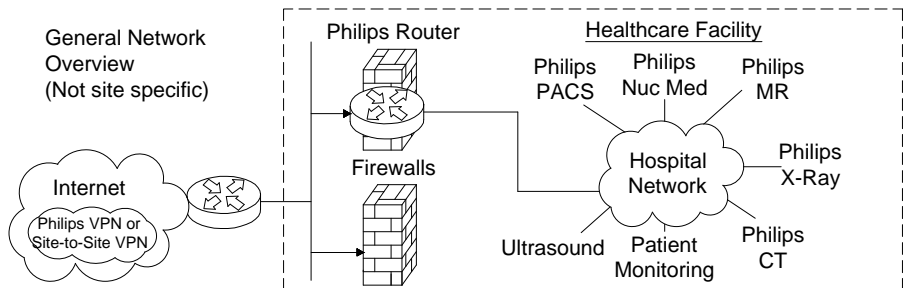 General Network
Overview
(Not site specific)
Philips Router
Healthcare Facility
Philips
PACS
Philips
Nuc Med
Philips
MR
Firewalls
Hospital
Network
Philips
X-Ray
Internet
Philips VPN or
Site-to-Site VPN
Ultrasound
Patient
Monitoring
Philips
CT